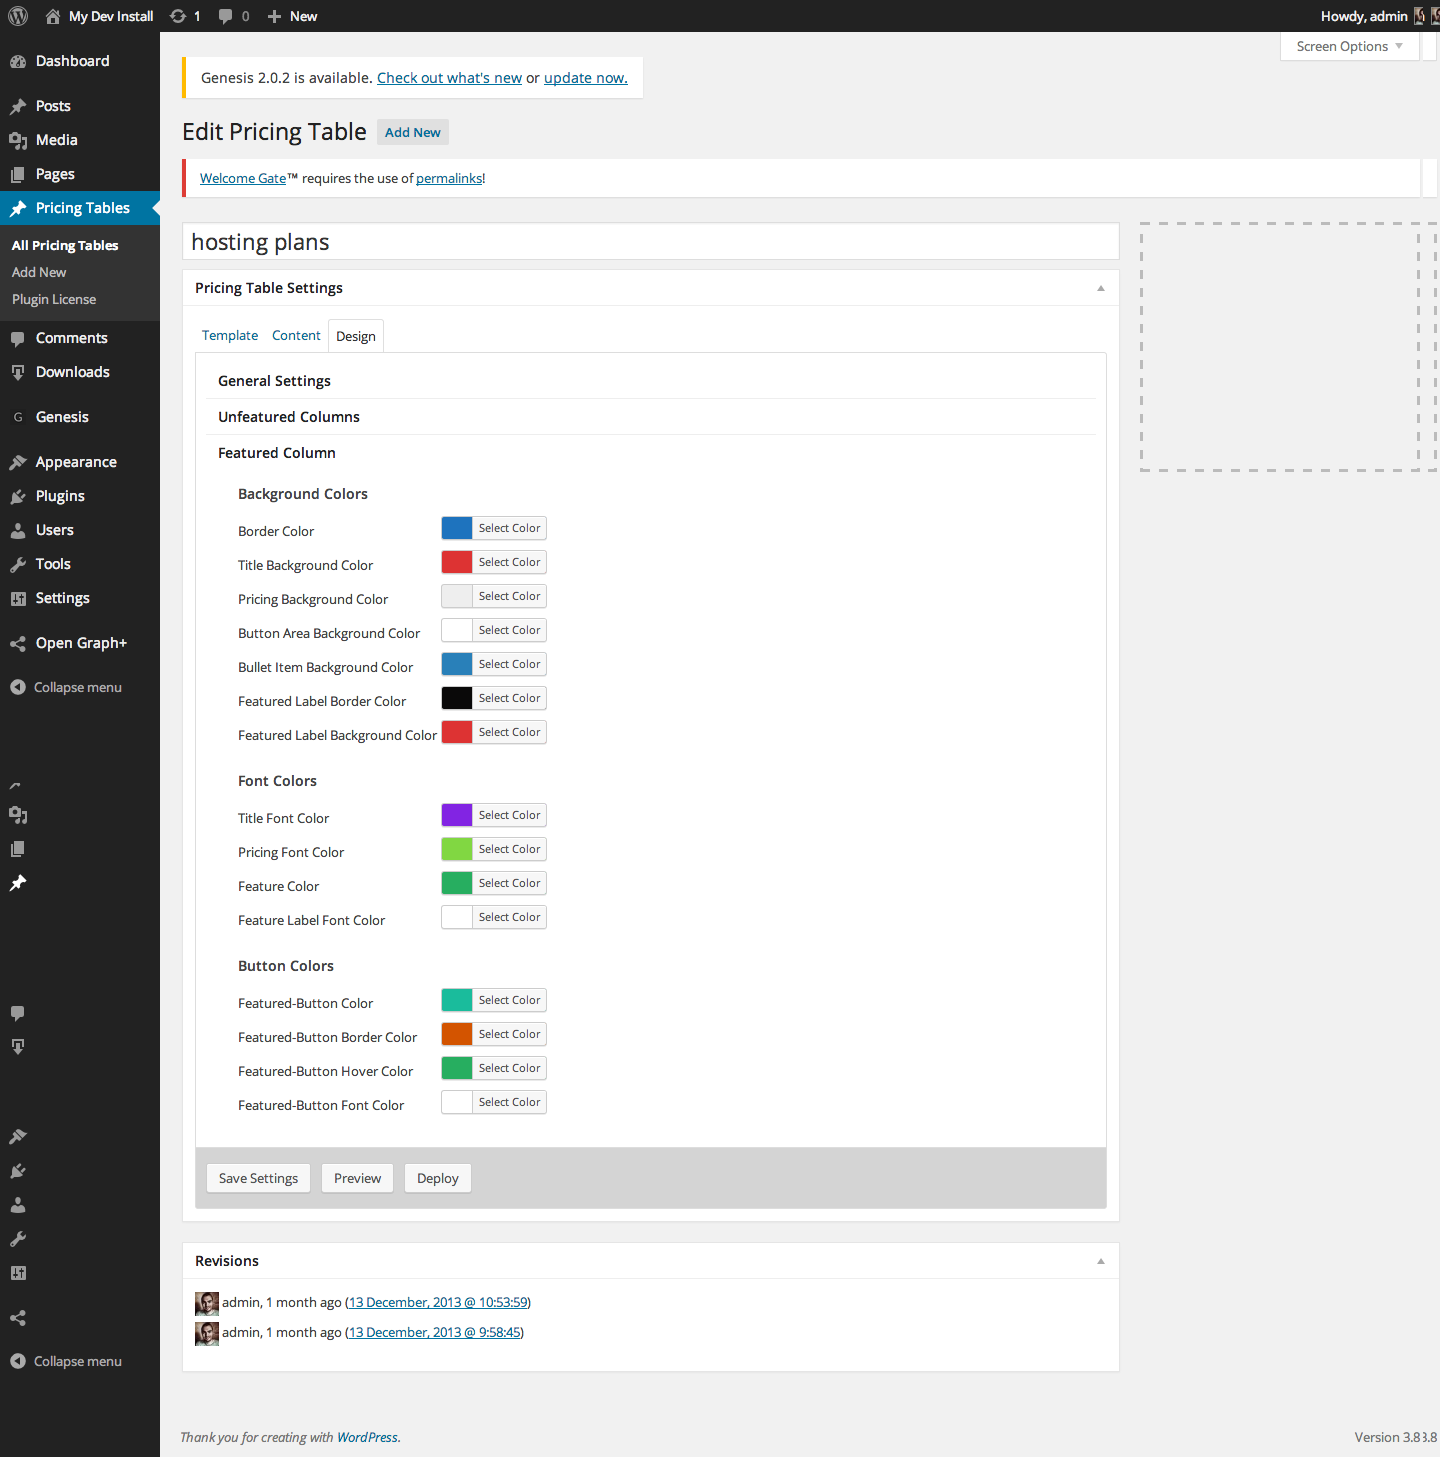 My Dev Install 1 0 New Howdy, admin
Screen Options
Dashboard
Posts
Media
Pages
Pricing Tables
All Pricing Tables
Add New
Plugin License
Comments
Downloads
G Genesis
Appearance
Plugins
Users
Tools
Settings
Open Graph+
Collapse menu
Collapse menu
Genesis 2.0.2 is available. Check out what's new or update now.
Edit Pricing Table Add New
Welcome Gate™ requires the use of permalinks!
hosting plans
Pricing Table Settings
Template Content Design
General Settings
Unfeatured Columns
Featured Column
Background Colors
Border Color Select Color
Title Background Color Select Color
Pricing Background Color Select Color
Button Area Background Color Select Color
Bullet Item Background Color Select Color
Featured Label Border Color Select Color
Featured Label Background Color Select Color
Font Colors
Title Font Color Select Color
Pricing Font Color Select Color
Feature Color Select Color
Feature Label Font Color Select Color
Button Colors
Featured-Button Color Select Color
Featured-Button Border Color Select Color
Featured-Button Hover Color Select Color
Featured-Button Font Color Select Color
Save Settings Preview Deploy
Revisions
admin, 1 month ago (13 December, 2013 @ 10:53:59)
admin, 1 month ago (13 December, 2013 @ 9:58:45)
Thank you for creating with WordPress.
Version 3.8